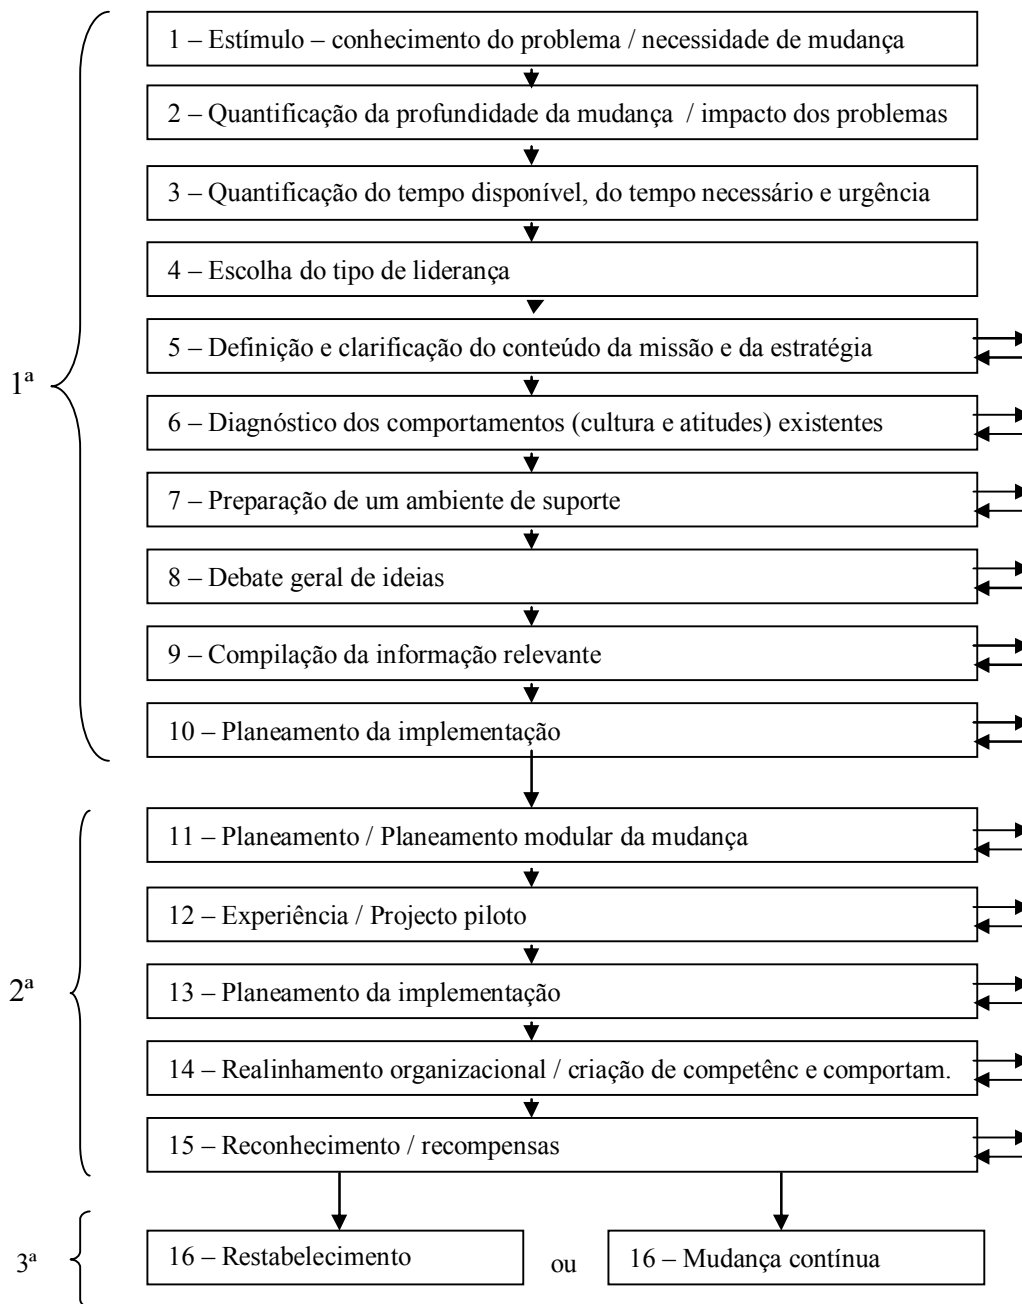 1 – Estímulo – conhecimento do problema / necessidade de mudança
2 – Quantificação da profundidade da mudança / impacto dos problemas
3 – Quantificação do tempo disponível, do tempo necessário e urgência
4 – Escolha do tipo de liderança
5 – Definição e clarificação do conteúdo da missão e da estratégia
1ª
6 – Diagnóstico dos comportamentos (cultura e atitudes) existentes
7 – Preparação de um ambiente de suporte
8 – Debate geral de ideias
9 – Compilação da informação relevante
10 – Planeamento da implementação
11 – Planeamento / Planeamento modular da mudança
12 – Experiência / Projecto piloto
2ª
13 – Planeamento da implementação
14 – Realinhamento organizacional / criação de competênc e comportam.
15 – Reconhecimento / recompensas
3ª
16 – Restabelecimento
ou
16 – Mudança contínua